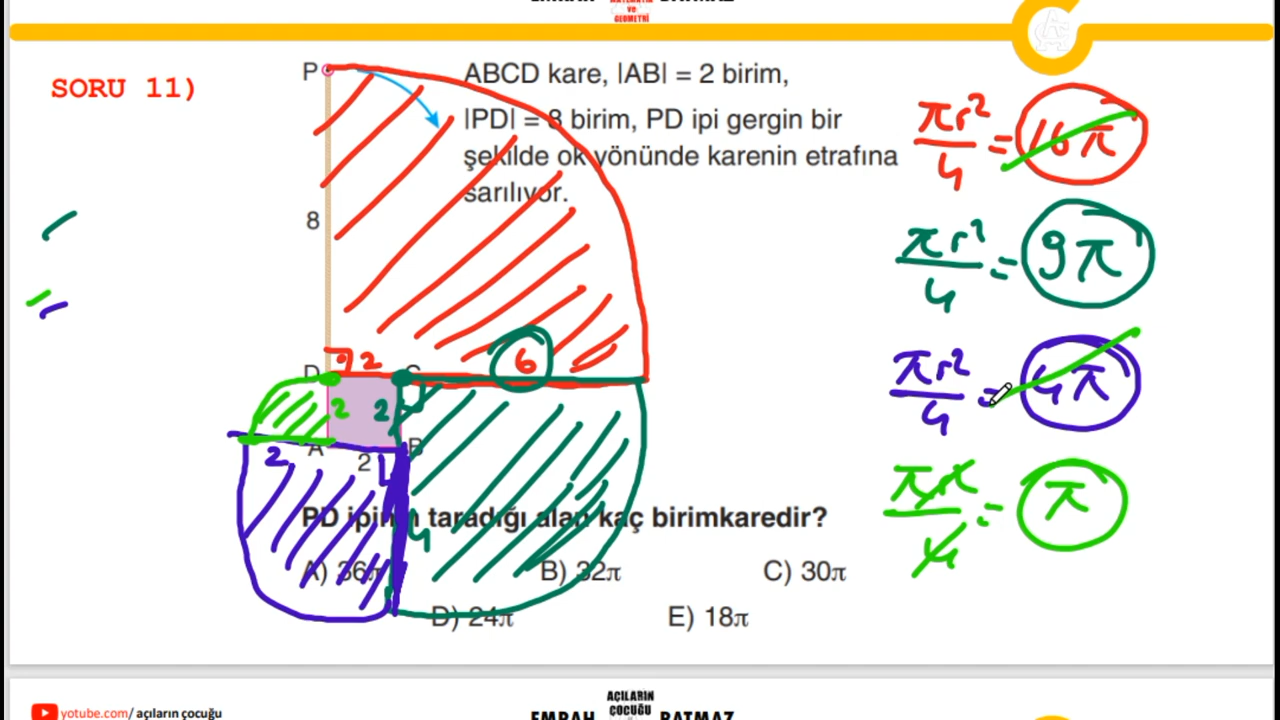 MATEMATİK
ve
GEOMETRİ
SORU 11)
P
ABCD kare, |AB| = 2 birim,
|PD| = 8 birim, PD ipi gergin bir
şekilde ok yönünde karenin etrafına
sarılıyor.
8
D
C
A
B
2
2
6
2
2
2
4
πr²/4 = 16π
πr²/4 = 9π
πr²/4 = 4π
πr²/4 = π
PD ipinin taradığı alan kaç birimkaredir?
A) 36π B) 32π C) 30π
D) 24π E) 18π
yotube.com/ açıların çocuğu
AÇILARIN
ÇOCUĞU
EMRAH BATMAZ